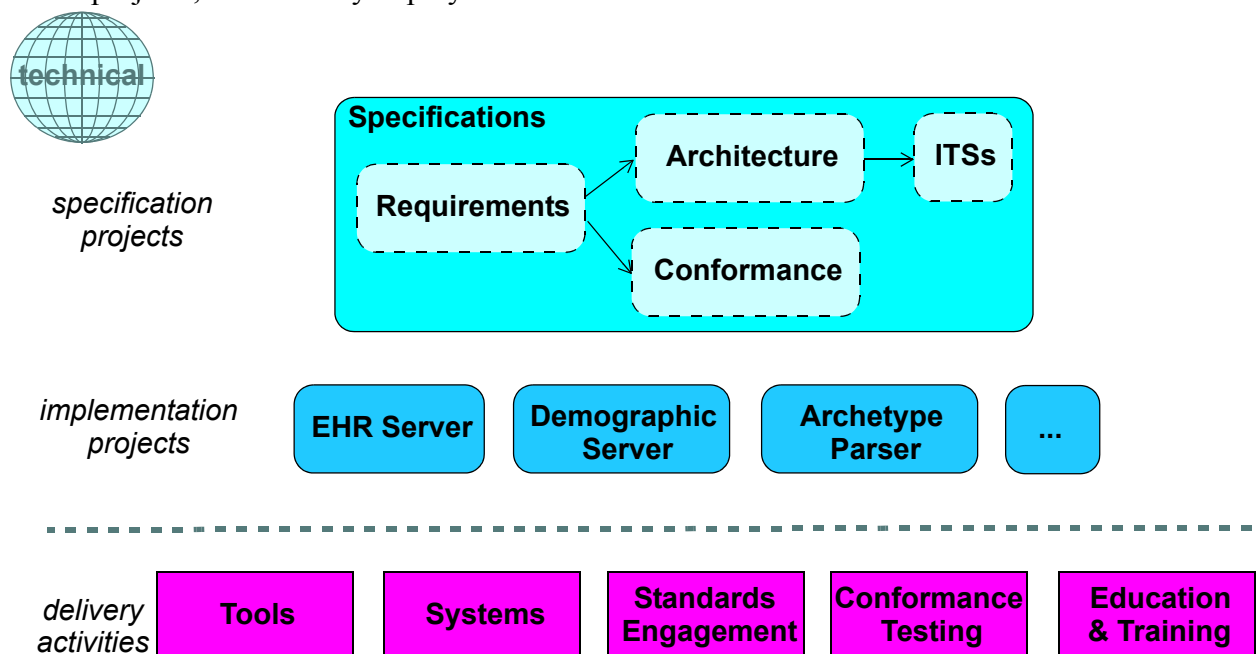 projects,
technical
Specifications
Architecture
ITSs
Requirements
Conformance
specification
projects
implementation
projects
EHR Server
Demographic
Server
Archetype
Parser
...
delivery
activities
Tools
Systems
Standards
Engagement
Conformance
Testing
Education
& Training